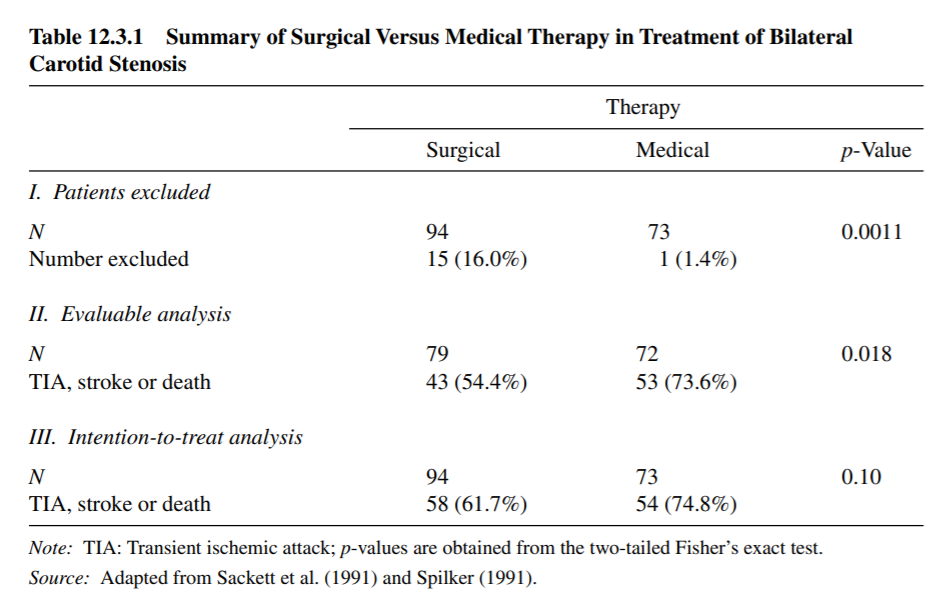 Table 12.3.1 Summary of Surgical Versus Medical Therapy in Treatment of Bilateral
Carotid Stenosis
Therapy
Surgical Medical p-Value
I. Patients excluded
N 94 73 0.0011
Number excluded 15 (16.0%) 1 (1.4%)
II. Evaluable analysis
N 79 72 0.018
TIA, stroke or death 43 (54.4%) 53 (73.6%)
III. Intention-to-treat analysis
N 94 73 0.10
TIA, stroke or death 58 (61.7%) 54 (74.8%)
Note: TIA: Transient ischemic attack; p-values are obtained from the two-tailed Fisher's exact test.
Source: Adapted from Sackett et al. (1991) and Spilker (1991).